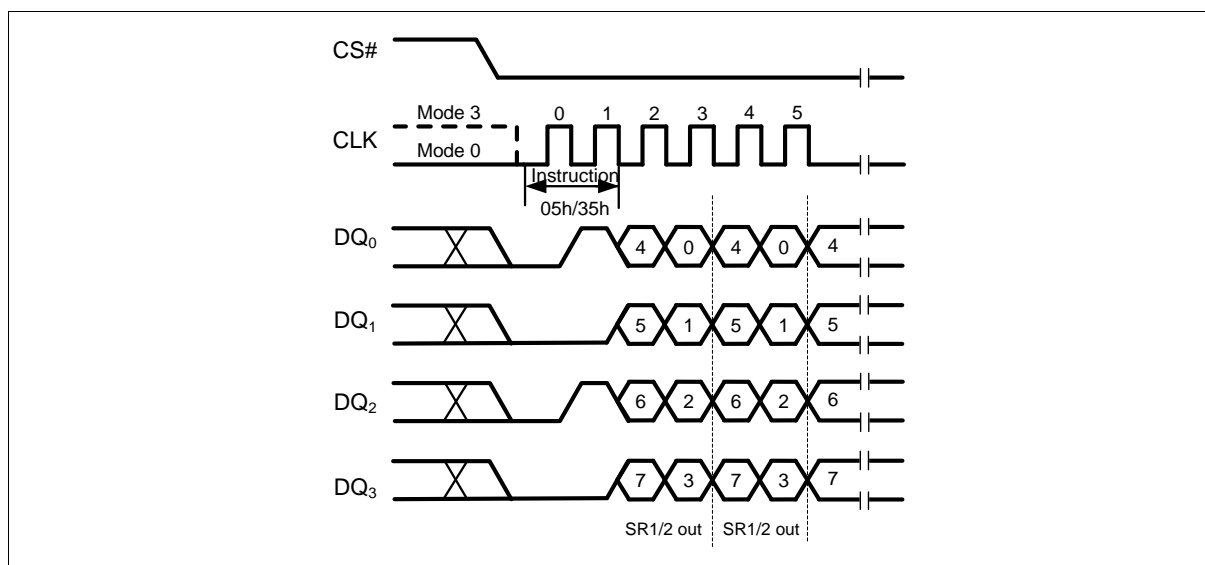 CS#
Mode 3
0 1 2 3 4 5
CLK
Mode 0
Instruction
05h/35h
DQ0 4 0 4 0 4
DQ1 5 1 5 1 5
DQ2 6 2 6 2 6
DQ3 7 3 7 3 7
SR1/2 out SR1/2 out